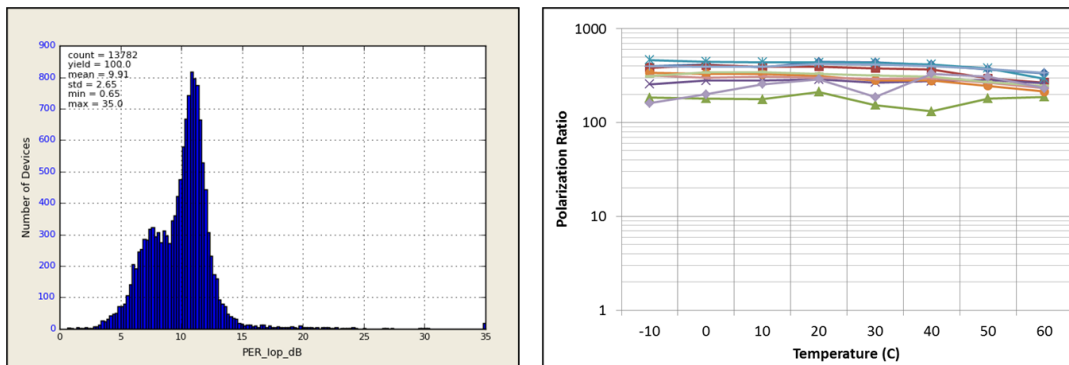 count = 13782
yield = 100.0
mean = 9.91
std = 2.65
min = 0.65
max = 35.0
900
800
700
600
500
400
300
200
100
0
Number of Devices
0 5 10 15 20 25 30 35
PER_lop_dB
1000
100
10
1
Polarization Ratio
-10 0 10 20 30 40 50 60
Temperature (C)